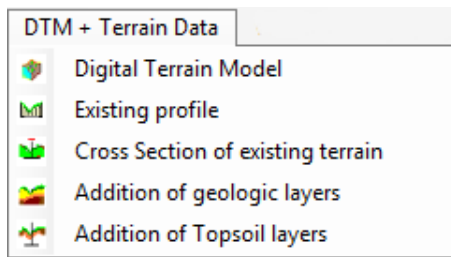 DTM + Terrain Data
Digital Terrain Model
Existing profile
Cross Section of existing terrain
Addition of geologic layers
Addition of Topsoil layers